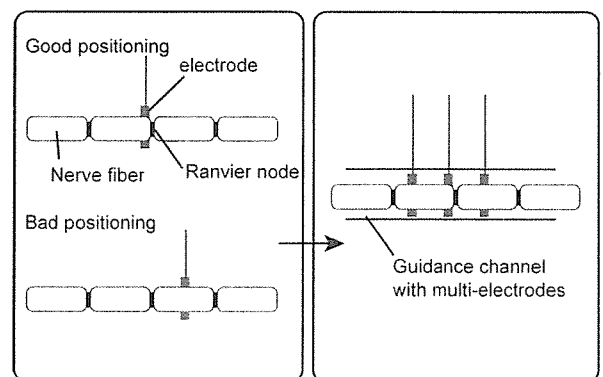 Good positioning
electrode
Nerve fiber
Ranvier node
Bad positioning
Guidance channel
with multi-electrodes